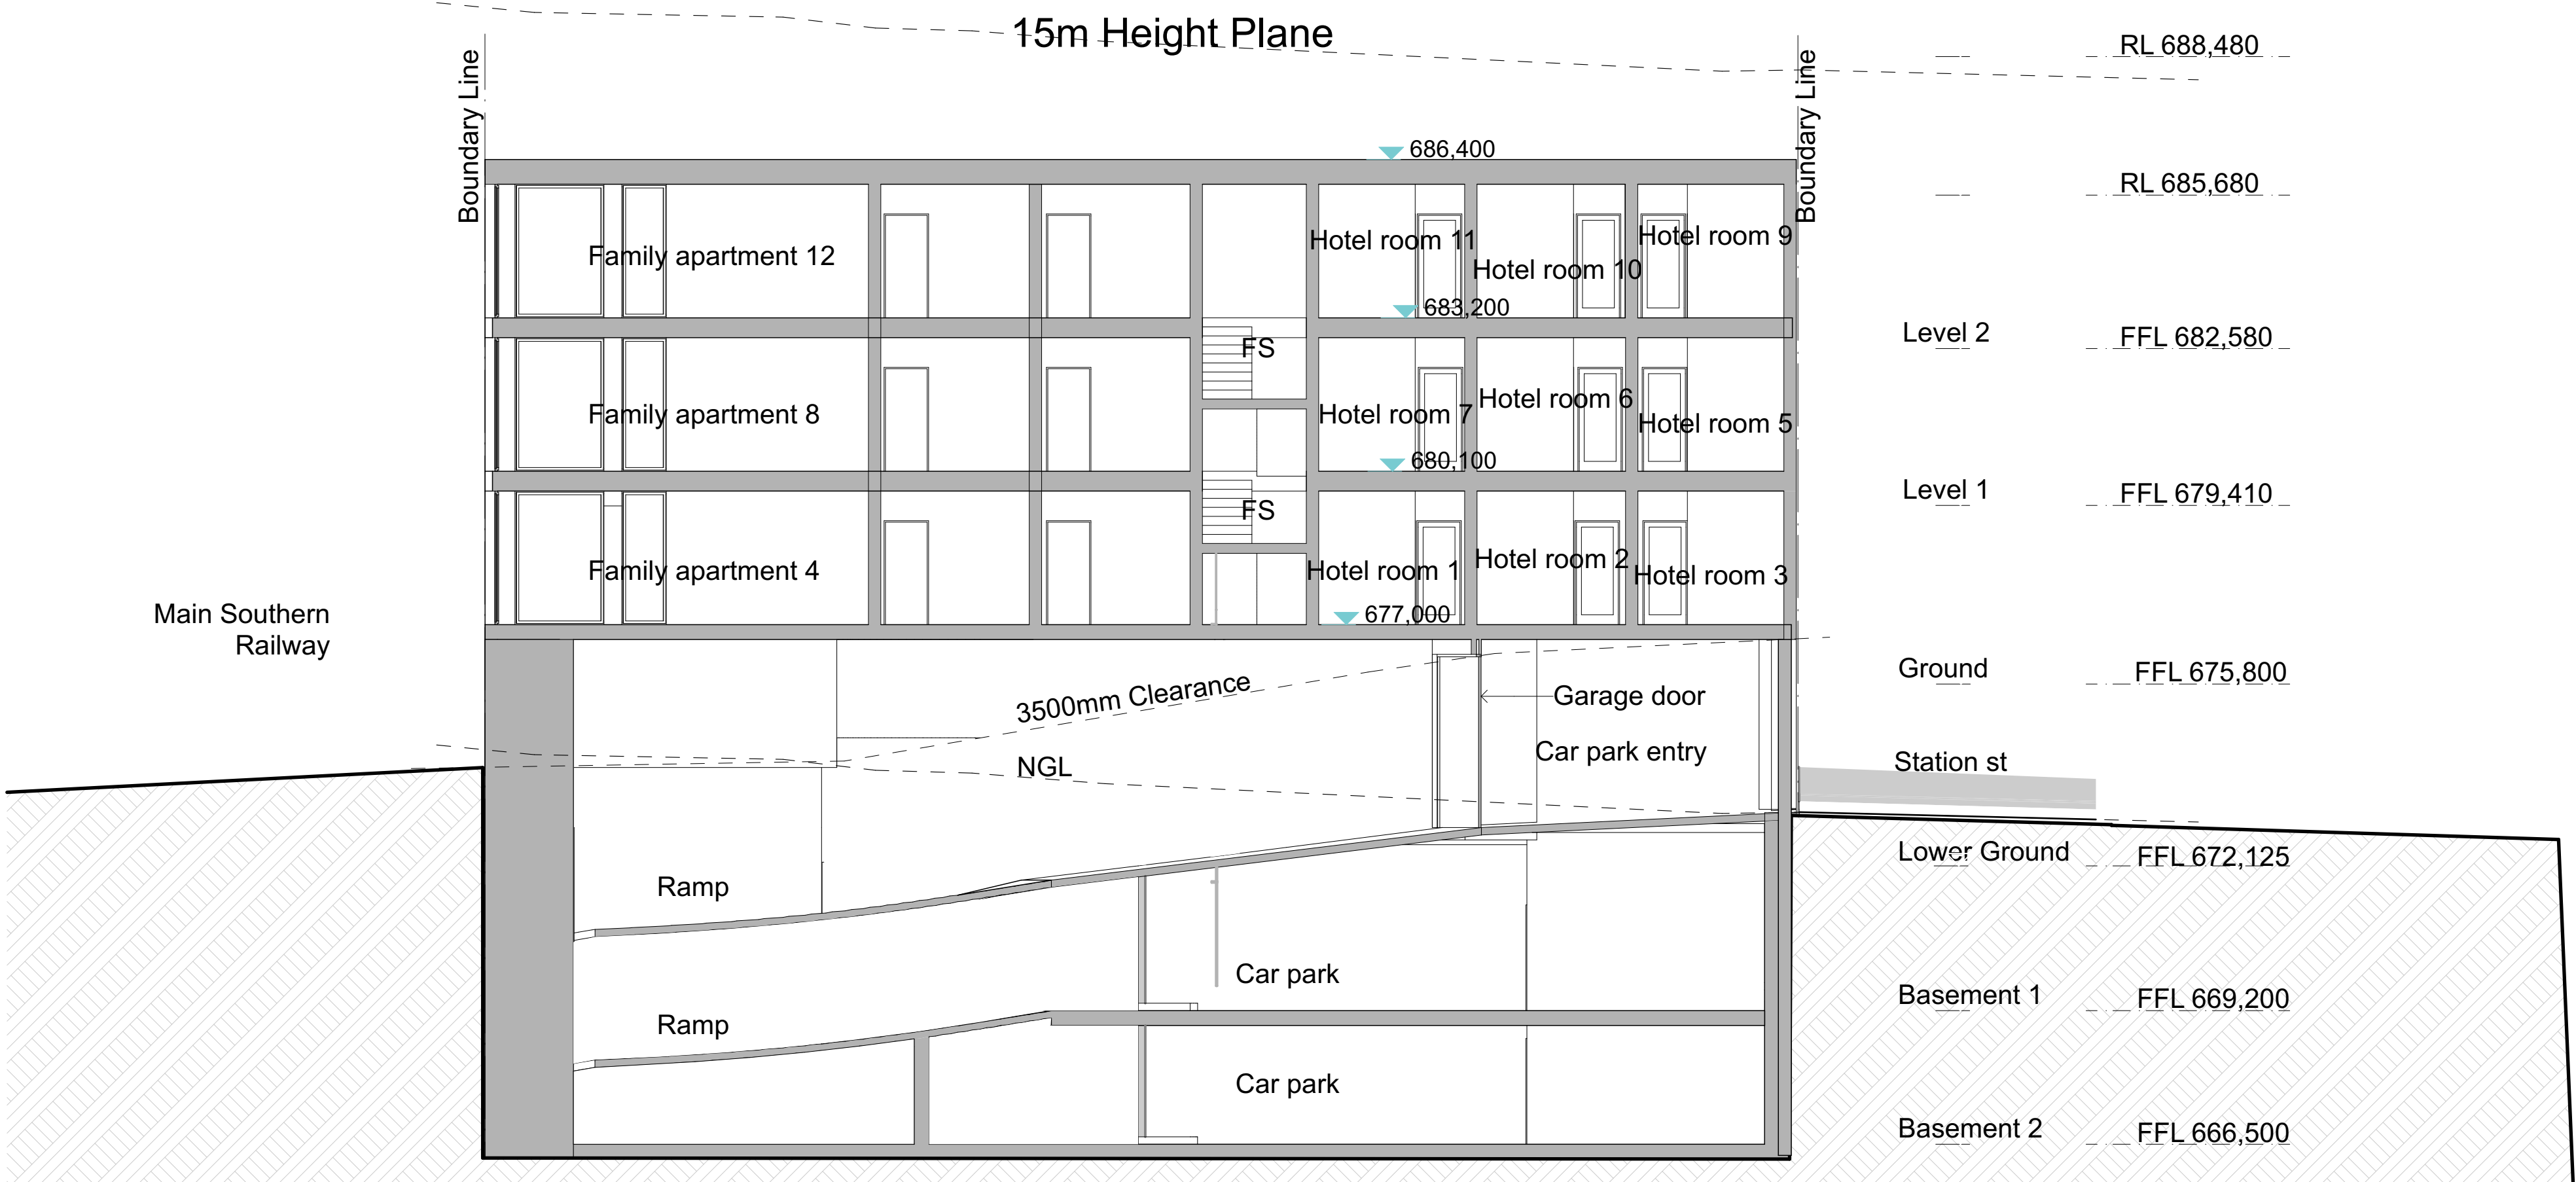 15m Height Plane
RL 688,480
Boundary Line
Boundary Line
686,400
RL 685,680
Family apartment 12
Hotel room 11
Hotel room 10
Hotel room 9
683,200
Level 2
FFL 682,580
FS
Family apartment 8
Hotel room 7
Hotel room 6
Hotel room 5
680,100
Level 1
FFL 679,410
FS
Family apartment 4
Hotel room 1
Hotel room 2
Hotel room 3
677,000
Main Southern
Railway
Ground
FFL 675,800
3500mm Clearance
Garage door
Car park entry
NGL
Station st
Lower Ground
FFL 672,125
Ramp
Car park
Basement 1
FFL 669,200
Ramp
Car park
Basement 2
FFL 666,500